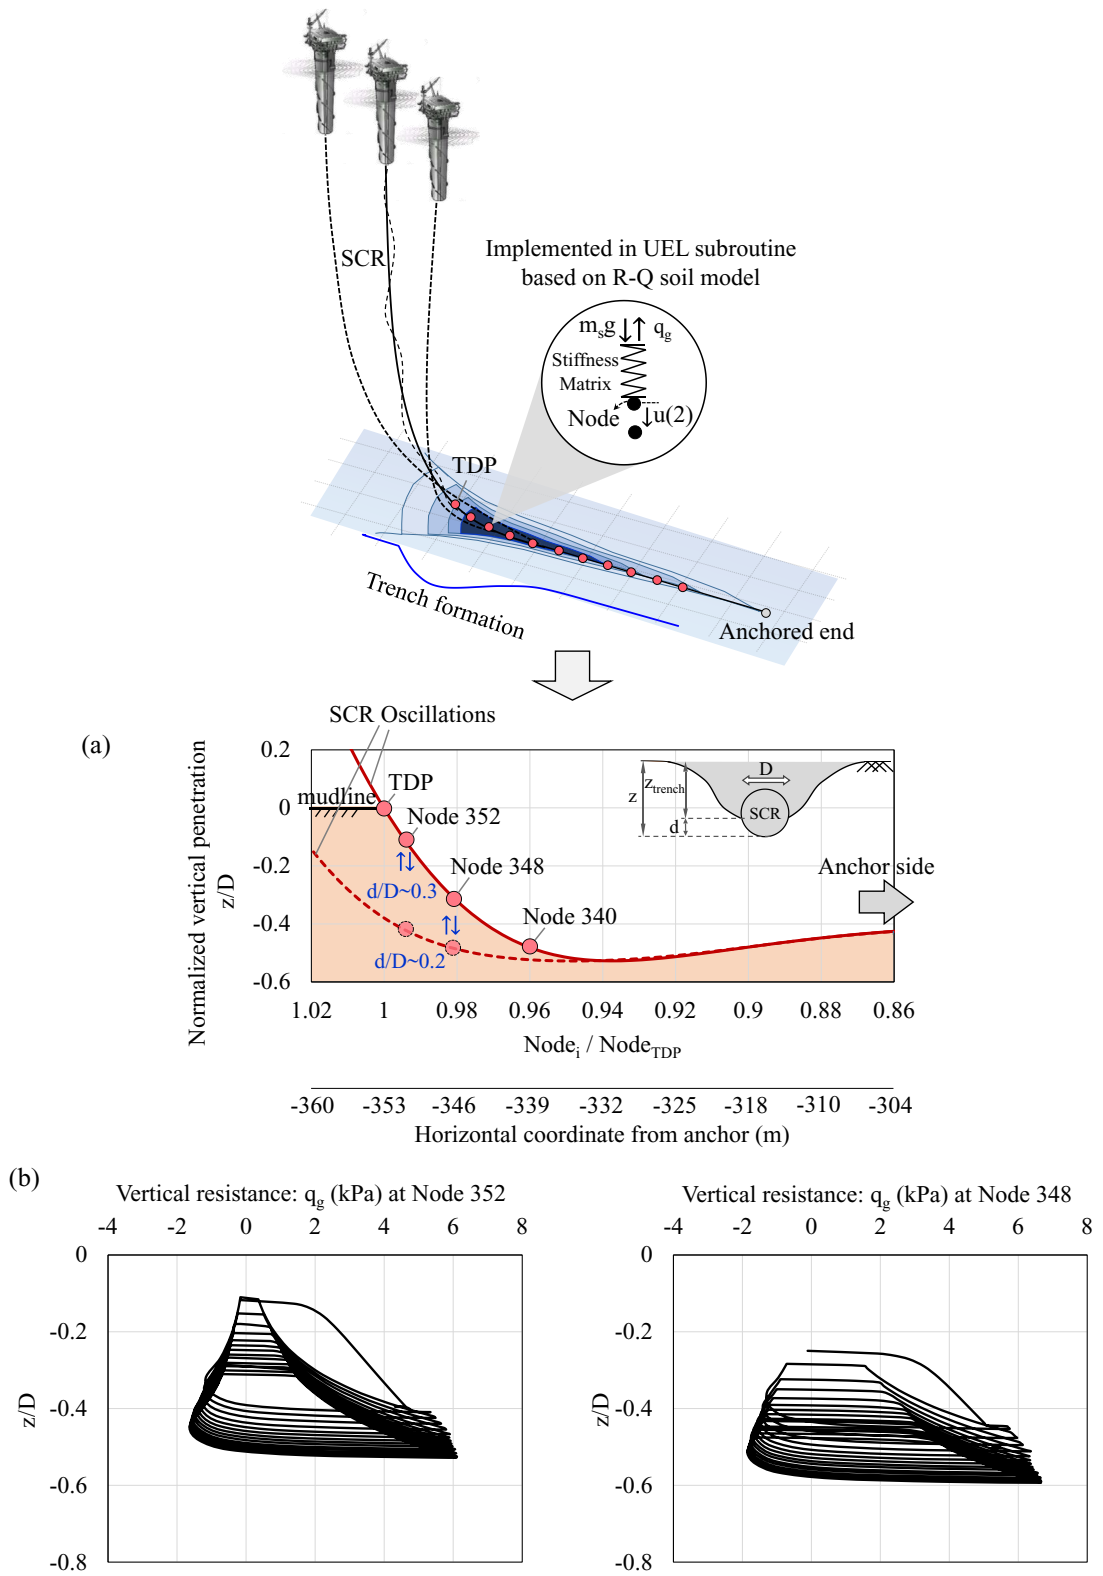 SCR
Implemented in UEL subroutine
based on R-Q soil model
msg qg
Stiffness
Matrix
Node u(2)
TDP
Trench formation
Anchored end
(a)
SCR Oscillations
Normalized vertical penetration
z/D
0.2
0
-0.2
-0.4
-0.6
mudline
TDP
Node 352
Node 348
Node 340
d/D~0.3
d/D~0.2
z
ztrench
d
D
SCR
Anchor side
1.02 1 0.98 0.96 0.94 0.92 0.9 0.88 0.86
Nodei / NodeTDP
-360 -353 -346 -339 -332 -325 -318 -310 -304
Horizontal coordinate from anchor (m)
(b)
Vertical resistance: qg (kPa) at Node 352
-4 -2 0 2 4 6 8
z/D
0
-0.2
-0.4
-0.6
-0.8
Vertical resistance: qg (kPa) at Node 348
-4 -2 0 2 4 6 8
z/D
0
-0.2
-0.4
-0.6
-0.8